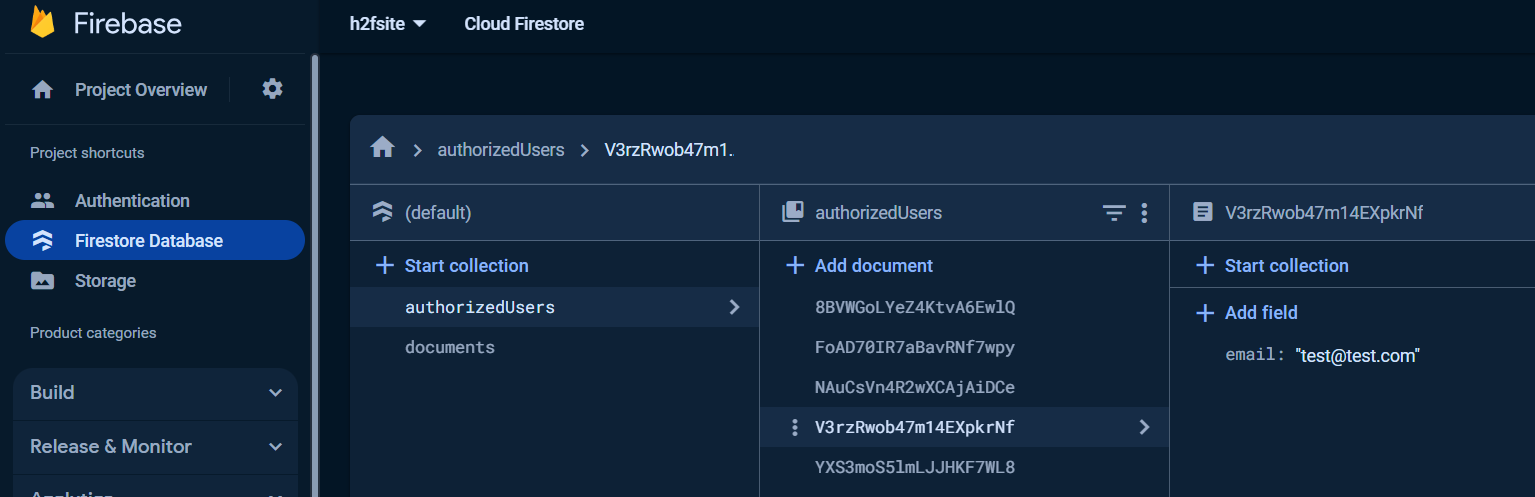 Firebase
h2fsite
Cloud Firestore
Project Overview
Project shortcuts
Authentication
Firestore Database
Storage
Product categories
Build
Release & Monitor
Analytics
authorizedUsers
V3rzRwob47m1..
(default)
Start collection
authorizedUsers
documents
authorizedUsers
Add document
8BVWGoLYeZ4KtvA6EwlQ
FoAD70IR7aBavRNf7wpy
NAuCsVn4R2wXCAjAiDCe
V3rzRwob47m14EXpkrNf
YXS3moS5lmLJJHKF7WL8
V3rzRwob47m14EXpkrNf
Start collection
Add field
email: "test@test.com"